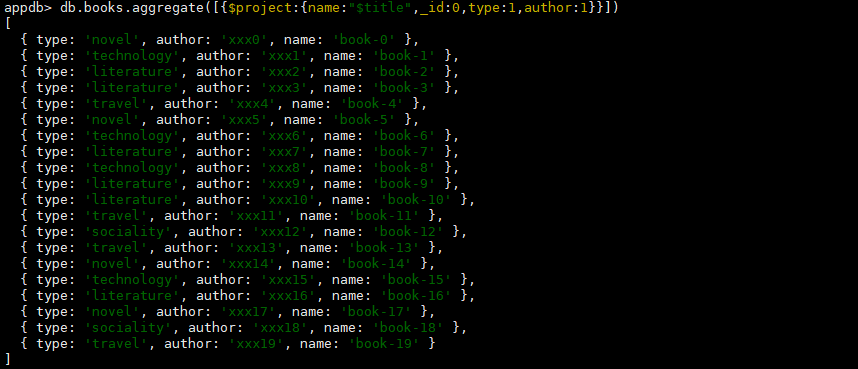 appdb> db.books.aggregate([{$project:{name:"$title",_id:0,type:1,author:1}}])
[
  { type: 'novel', author: 'xxx0', name: 'book-0' },
  { type: 'technology', author: 'xxx1', name: 'book-1' },
  { type: 'literature', author: 'xxx2', name: 'book-2' },
  { type: 'literature', author: 'xxx3', name: 'book-3' },
  { type: 'travel', author: 'xxx4', name: 'book-4' },
  { type: 'novel', author: 'xxx5', name: 'book-5' },
  { type: 'technology', author: 'xxx6', name: 'book-6' },
  { type: 'literature', author: 'xxx7', name: 'book-7' },
  { type: 'technology', author: 'xxx8', name: 'book-8' },
  { type: 'literature', author: 'xxx9', name: 'book-9' },
  { type: 'literature', author: 'xxx10', name: 'book-10' },
  { type: 'travel', author: 'xxx11', name: 'book-11' },
  { type: 'sociality', author: 'xxx12', name: 'book-12' },
  { type: 'travel', author: 'xxx13', name: 'book-13' },
  { type: 'novel', author: 'xxx14', name: 'book-14' },
  { type: 'technology', author: 'xxx15', name: 'book-15' },
  { type: 'literature', author: 'xxx16', name: 'book-16' },
  { type: 'novel', author: 'xxx17', name: 'book-17' },
  { type: 'sociality', author: 'xxx18', name: 'book-18' },
  { type: 'travel', author: 'xxx19', name: 'book-19' }
]